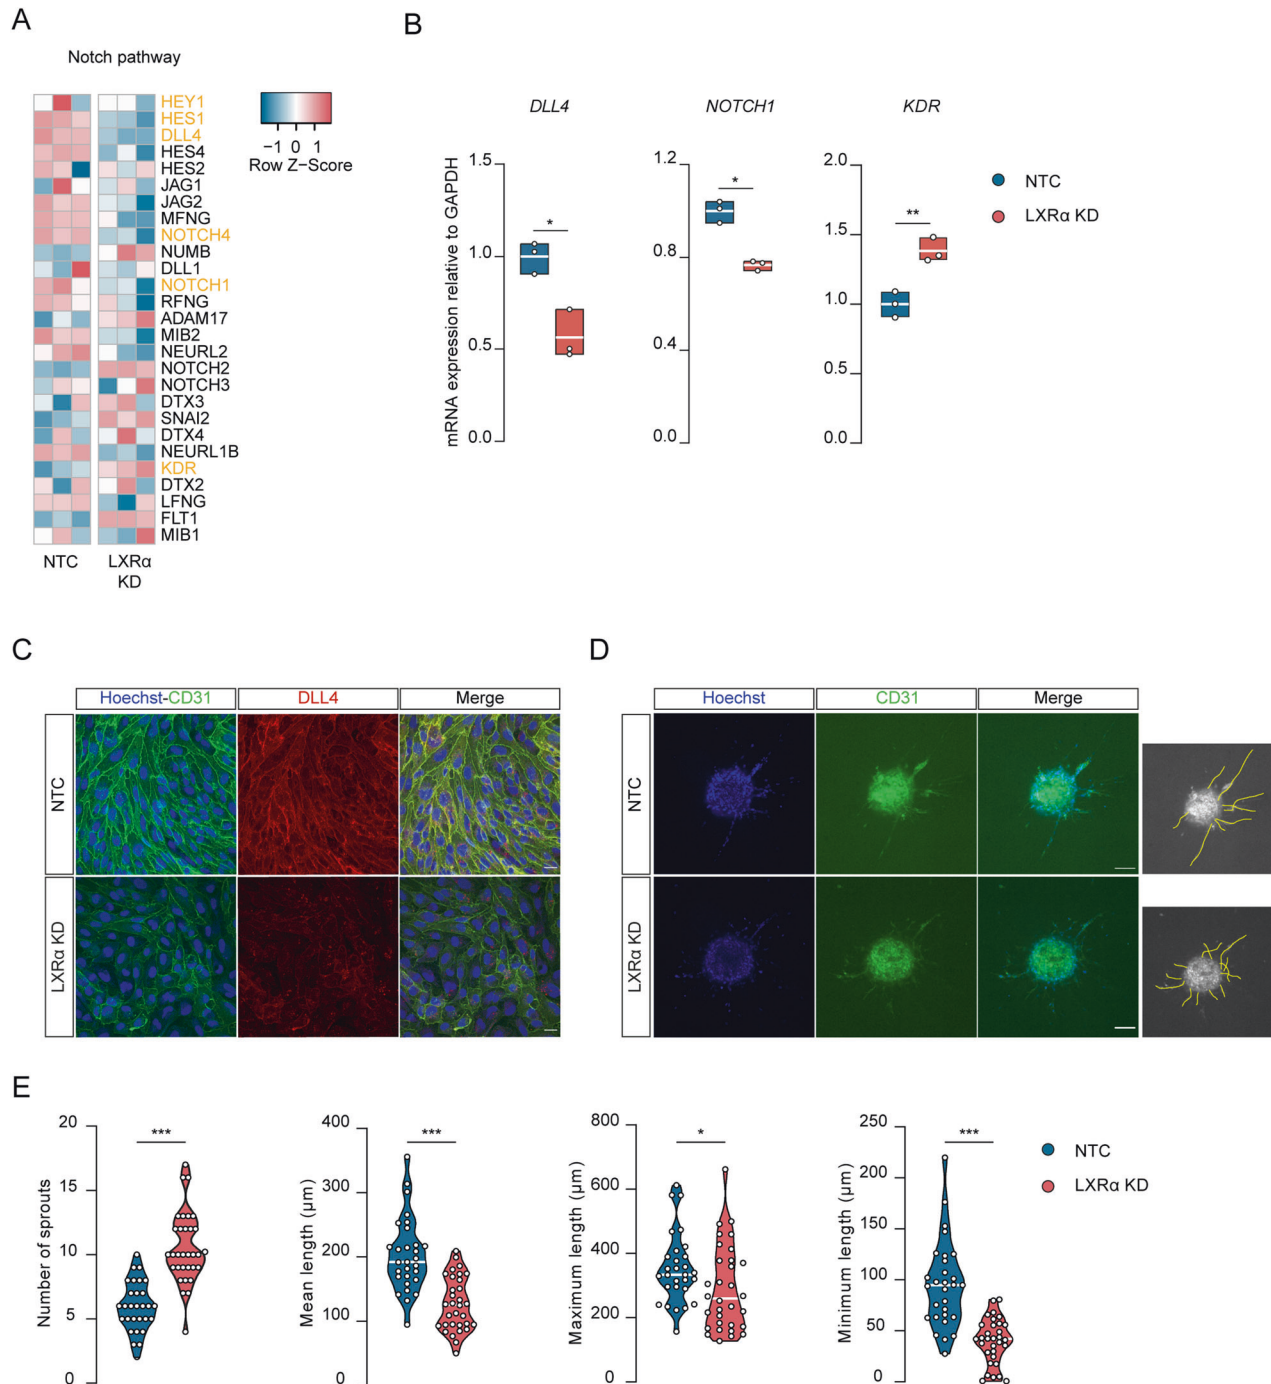 A
Notch pathway
HEY1
HES1
DLL4
HES4
HES2
JAG1
JAG2
MFNG
NOTCH4
NUMB
DLL1
NOTCH1
RFNG
ADAM17
MIB2
NEURL2
NOTCH2
NOTCH3
DTX3
SNAI2
DTX4
NEURL1B
KDR
DTX2
LFNG
FLT1
MIB1
NTC
LXRα
KD
−1 0 1
Row Z−Score
B
mRNA expression relative to GAPDH
DLL4
1.5
1.0
0.5
0.0
*
NOTCH1
1.2
0.8
0.4
0.0
*
KDR
2.0
1.5
1.0
0.5
0.0
**
NTC
LXRα KD
C
Hoechst-CD31
DLL4
Merge
NTC
LXRα KD
D
Hoechst
CD31
Merge
NTC
LXRα KD
E
Number of sprouts
20
15
10
5
0
***
Mean length (µm)
400
300
200
100
0
***
Maximum length (µm)
800
600
400
200
0
*
Minimum length (µm)
250
200
150
100
50
0
***
NTC
LXRα KD